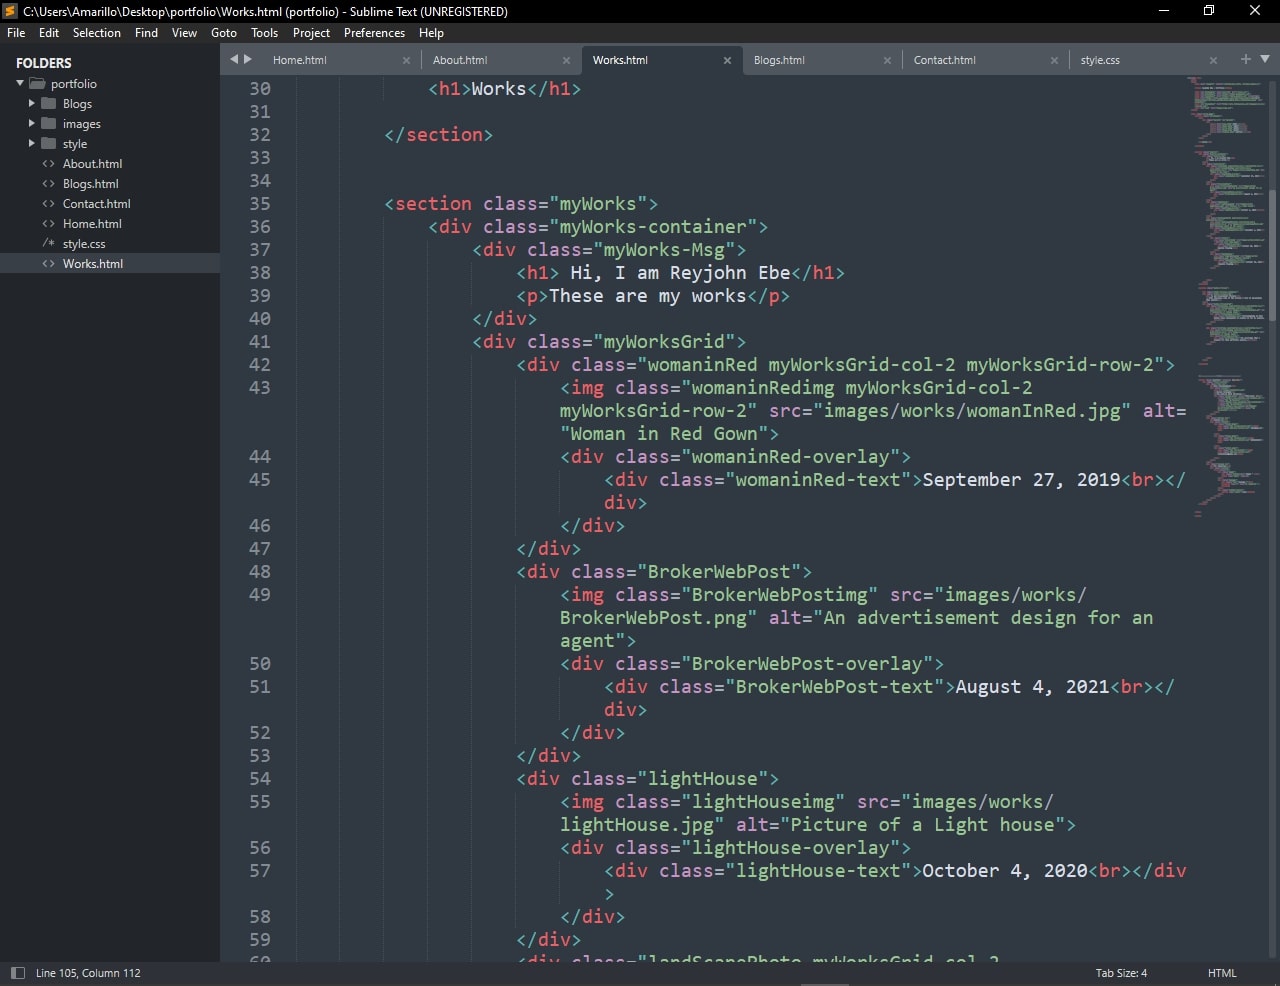 C:\Users\Amarillo\Desktop\portfolio\Works.html (portfolio) - Sublime Text (UNREGISTERED)
File Edit Selection Find View Goto Tools Project Preferences Help
FOLDERS
portfolio
Blogs
images
style
About.html
Blogs.html
Contact.html
Home.html
/* style.css
Works.html
Home.html About.html Works.html Blogs.html Contact.html style.css
30 <h1>Works</h1>
31
32 </section>
33
34
35 <section class="myWorks">
36 <div class="myWorks-container">
37 <div class="myWorks-Msg">
38 <h1> Hi, I am Reyjohn Ebe</h1>
39 <p>These are my works</p>
40 </div>
41 <div class="myWorksGrid">
42 <div class="womaninRed myWorksGrid-col-2 myWorksGrid-row-2">
43 <img class="womaninRedimg myWorksGrid-col-2
myWorksGrid-row-2" src="images/works/womanInRed.jpg" alt=
"Woman in Red Gown">
44 <div class="womaninRed-overlay">
45 <div class="womaninRed-text">September 27, 2019<br></
div>
46 </div>
47 </div>
48 <div class="BrokerWebPost">
49 <img class="BrokerWebPostimg" src="images/works/
BrokerWebPost.png" alt="An advertisement design for an
agent">
50 <div class="BrokerWebPost-overlay">
51 <div class="BrokerWebPost-text">August 4, 2021<br></
div>
52 </div>
53 </div>
54 <div class="lightHouse">
55 <img class="lightHouseimg" src="images/works/
lightHouse.jpg" alt="Picture of a Light house">
56 <div class="lightHouse-overlay">
57 <div class="lightHouse-text">October 4, 2020<br></div
>
58 </div>
59 </div>
60 <div class="landScapePhoto myWorksGrid-col-2
Line 105, Column 112 Tab Size: 4 HTML